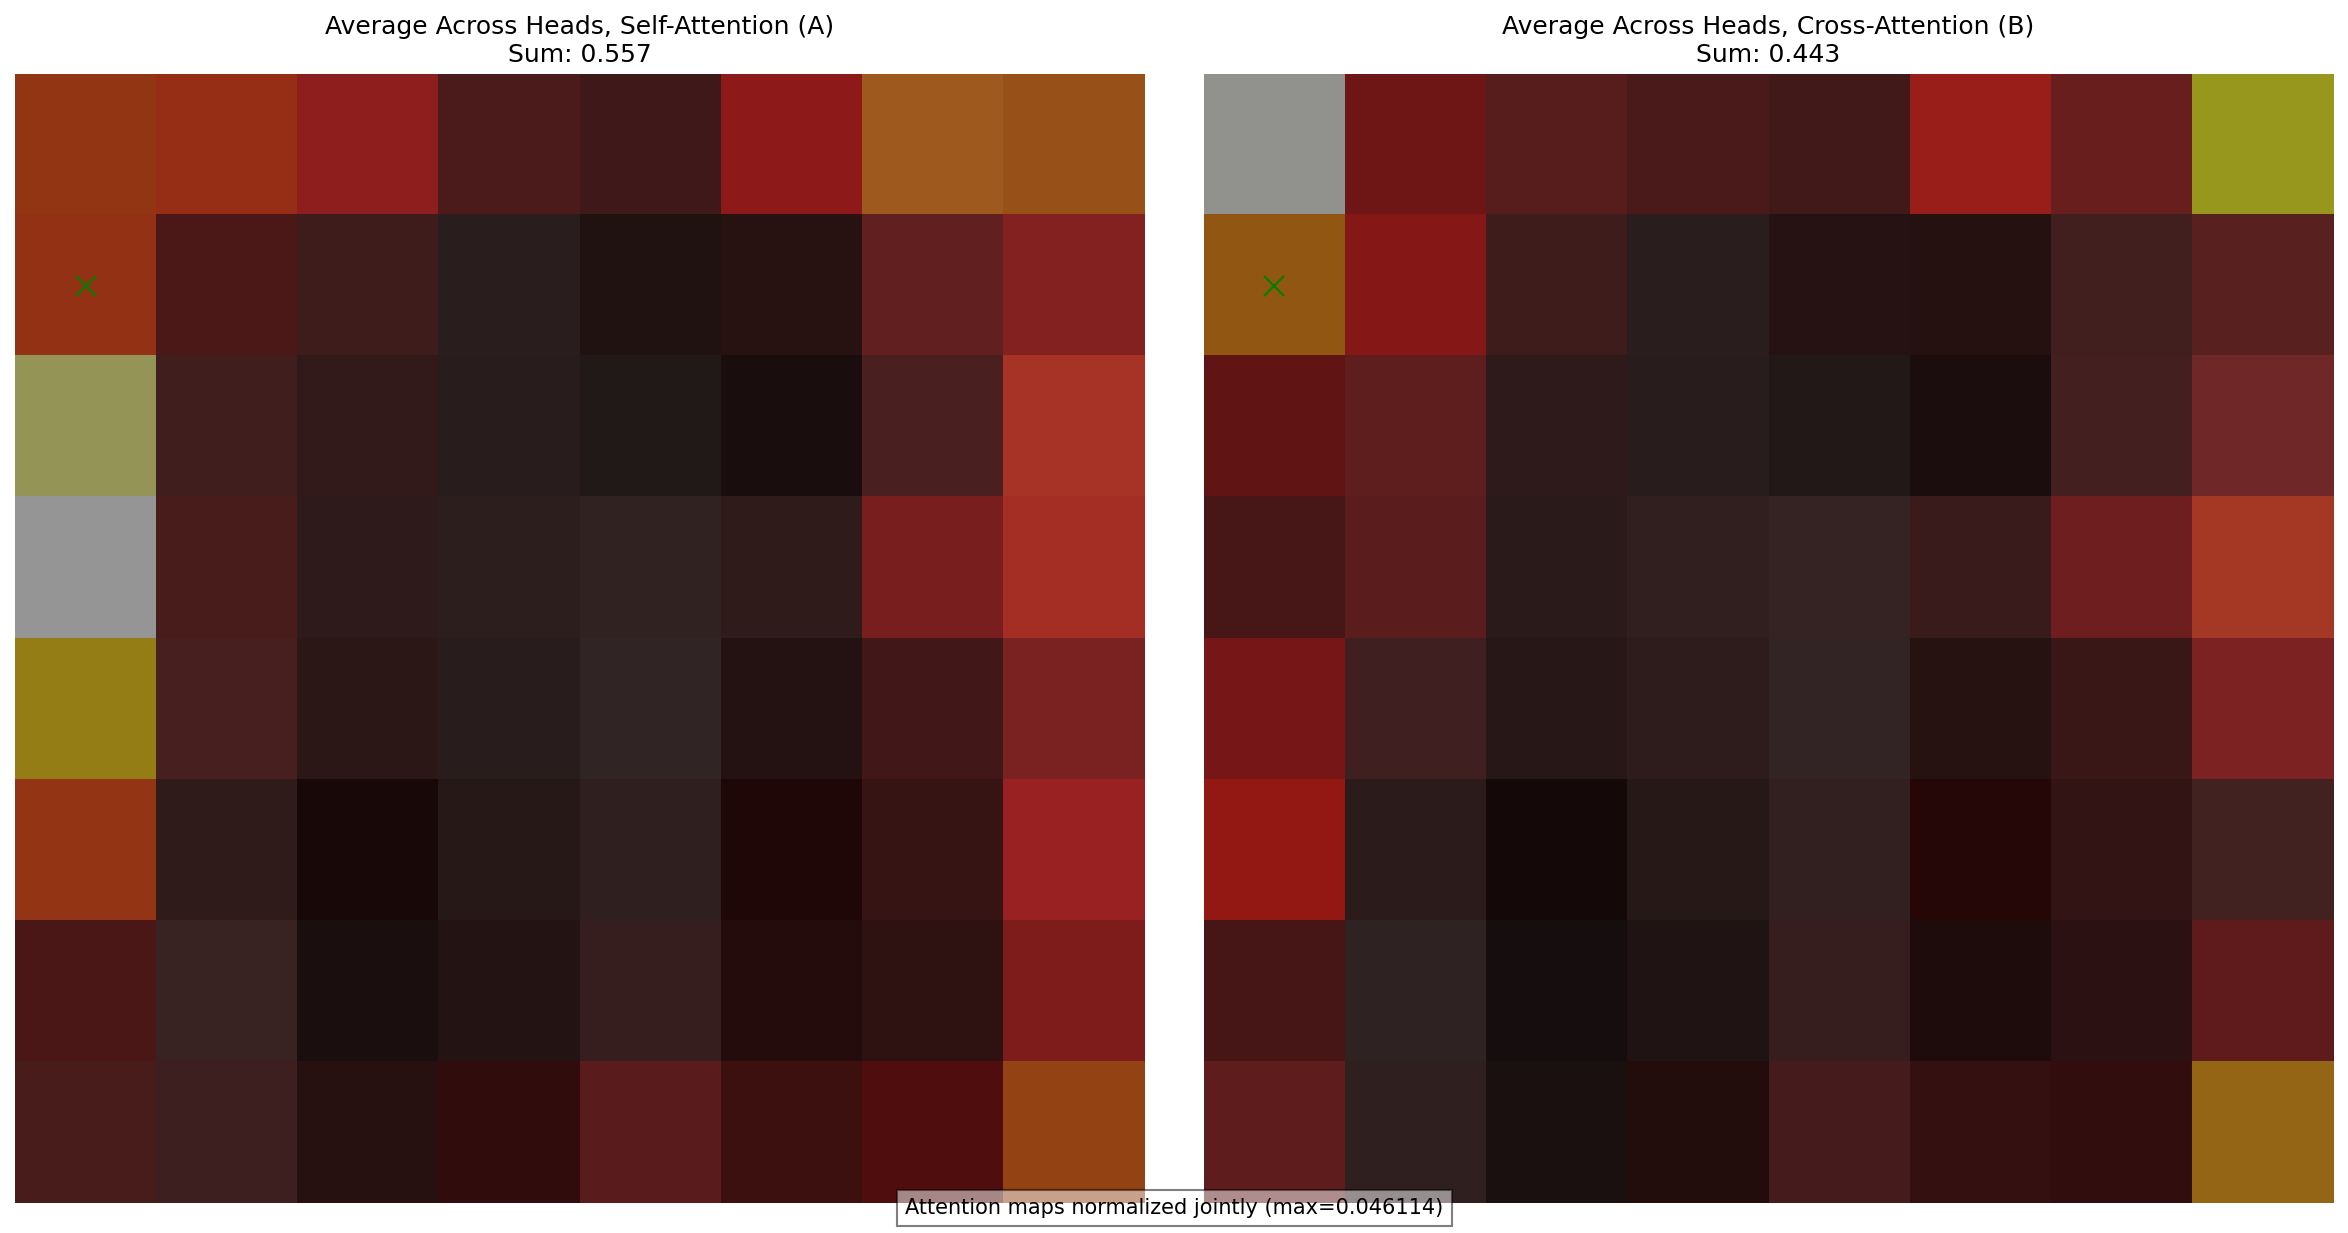 Average Across Heads, Self-Attention (A)
Sum: 0.557
Average Across Heads, Cross-Attention (B)
Sum: 0.443
Attention maps normalized jointly (max=0.046114)